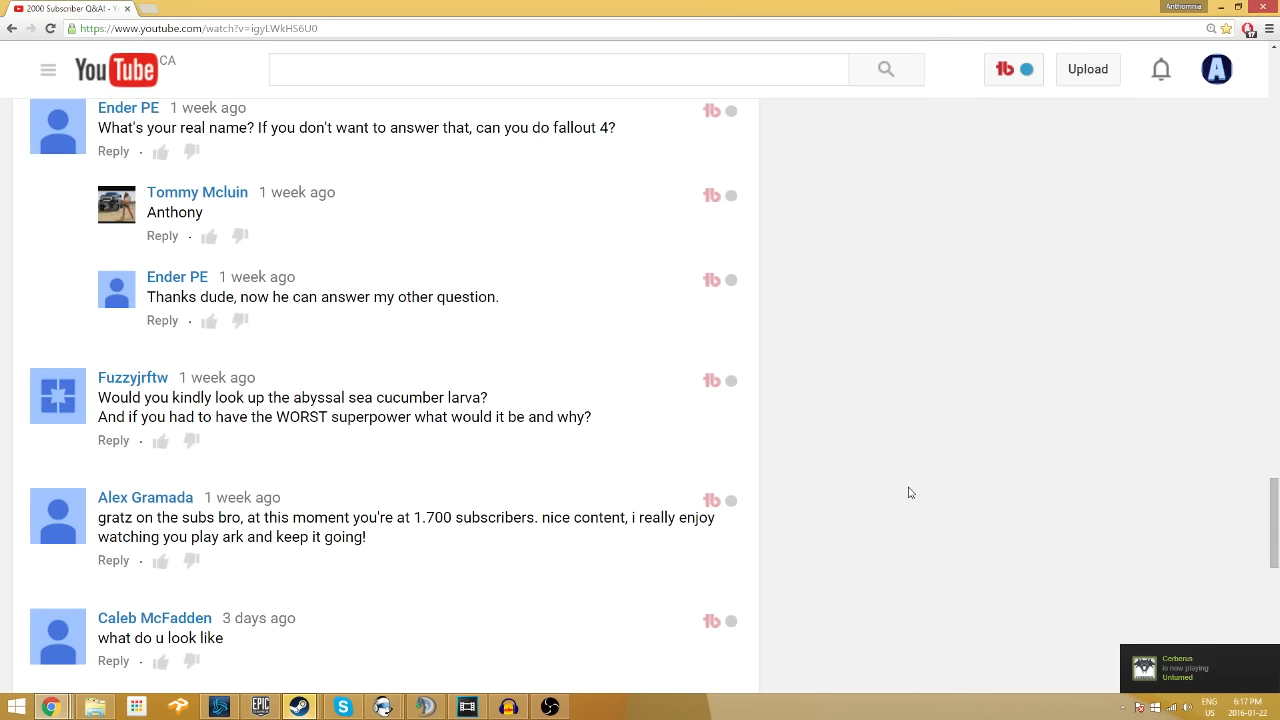 2000 Subscriber Q&A! - Y
Anthomnia
https://www.youtube.com/watch?v=igyLWkHS6U0
YouTube CA
Upload
A
Ender PE 1 week ago
What's your real name? If you don't want to answer that, can you do fallout 4?
Reply
Tommy Mcluin 1 week ago
Anthony
Reply
Ender PE 1 week ago
Thanks dude, now he can answer my other question.
Reply
Fuzzyjrftw 1 week ago
Would you kindly look up the abyssal sea cucumber larva?
And if you had to have the WORST superpower what would it be and why?
Reply
Alex Gramada 1 week ago
gratz on the subs bro, at this moment you're at 1.700 subscribers. nice content, i really enjoy
watching you play ark and keep it going!
Reply
Caleb McFadden 3 days ago
what do u look like
Reply
Cerberus
is now playing
Unturned
EPIC
ENG
US
6:17 PM
2016-01-22